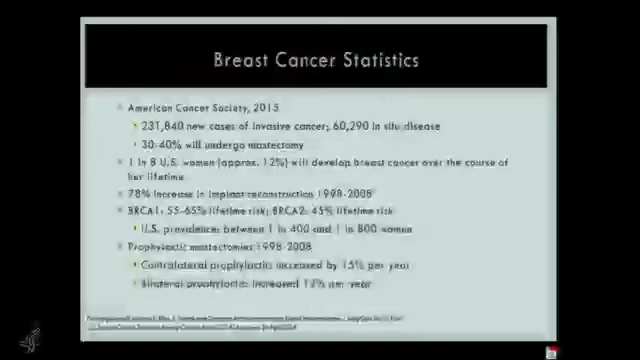 Breast Cancer Statistics
American Cancer Society, 2015
231,840 new cases of invasive cancer; 60,290 in situ disease
30-40% will undergo mastectomy
1 in 8 U.S. women (approx. 12%) will develop breast cancer over the course of
her lifetime
78% increase in implant reconstruction 1998-2008
BRCA1: 55-65% lifetime risk; BRCA2: 45% lifetime risk
U.S. prevalence: between 1 in 400 and 1 in 800 women
Prophylactic mastectomies 1998-2008
Contralateral prophylactic increased by 15% per year
Bilateral prophylactic increased 12% per year